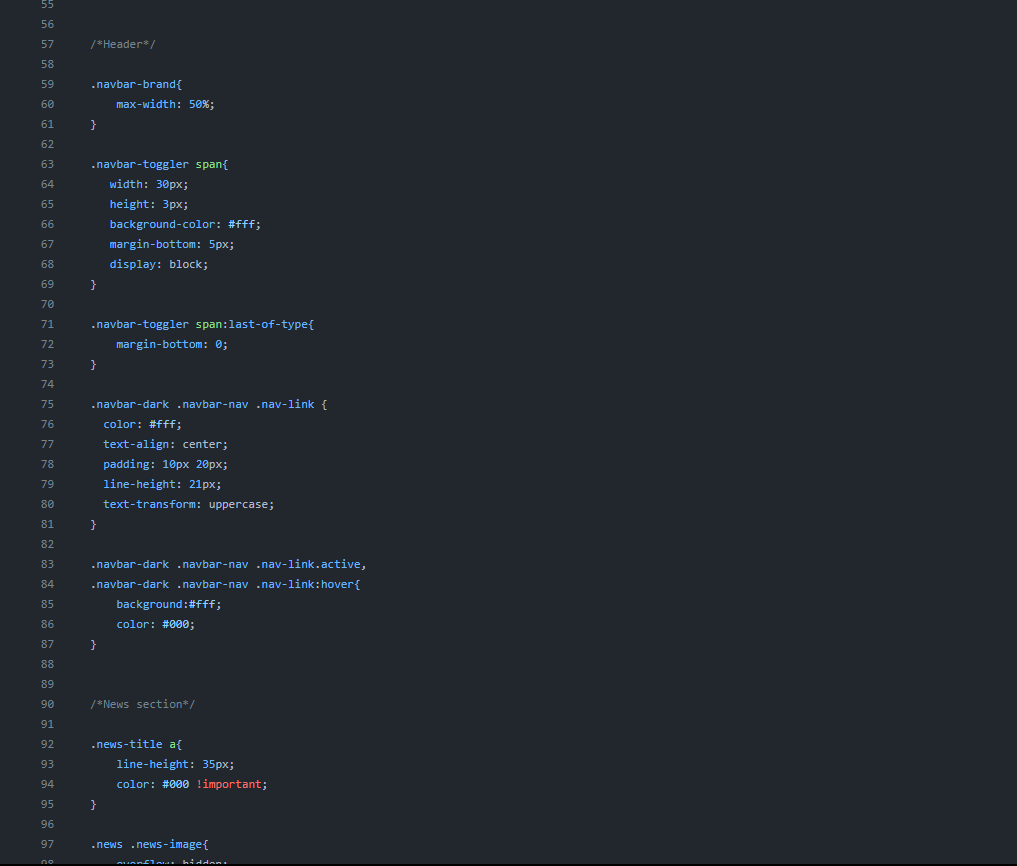 55
56
57 /*Header*/
58
59 .navbar-brand{
60 max-width: 50%;
61 }
62
63 .navbar-toggler span{
64 width: 30px;
65 height: 3px;
66 background-color: #fff;
67 margin-bottom: 5px;
68 display: block;
69 }
70
71 .navbar-toggler span:last-of-type{
72 margin-bottom: 0;
73 }
74
75 .navbar-dark .navbar-nav .nav-link {
76 color: #fff;
77 text-align: center;
78 padding: 10px 20px;
79 line-height: 21px;
80 text-transform: uppercase;
81 }
82
83 .navbar-dark .navbar-nav .nav-link.active,
84 .navbar-dark .navbar-nav .nav-link:hover{
85 background:#fff;
86 color: #000;
87 }
88
89
90 /*News section*/
91
92 .news-title a{
93 line-height: 35px;
94 color: #000 !important;
95 }
96
97 .news .news-image{
98 overflow: hidden;